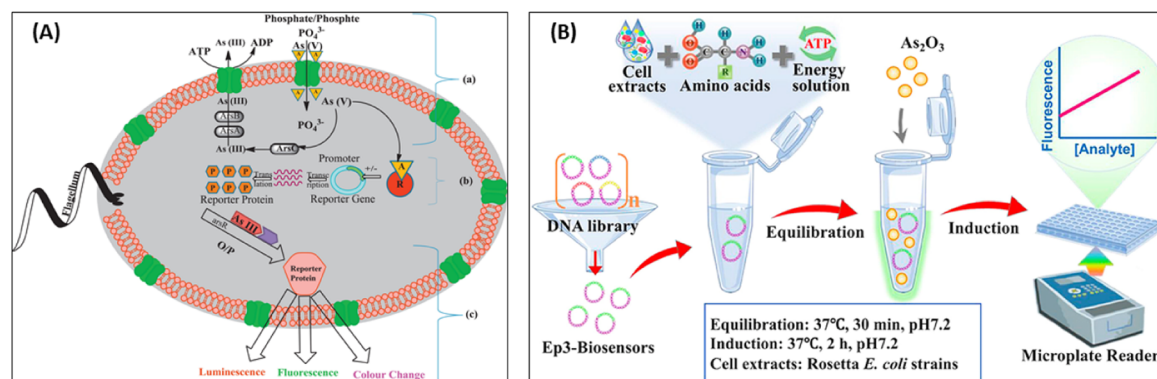 (A)
Phosphate/Phosphte
PO₄³⁻
As (III)
ADP
ATP
As (V)
(a)
As (III)
ArsB
ArsA
As (III)
As (V)
PO₄³⁻
ArsC
Flagellum
P P P
P P P
Reporter Protein
Trans
lation
Transc
ription
Promoter
Reporter Gene
+/-
A
R
(b)
As III
arsR
O/P
Reporter
Protein
(c)
Luminescence
Fluorescence
Colour Change
(B)
Cell
extracts
H
O
O
C
C
N
H
H
H
R
Amino acids
ATP
Energy
solution
As₂O₃
Fluorescence
[Analyte]
n
DNA library
Ep3-Biosensors
Equilibration
Induction
Equilibration: 37℃, 30 min, pH7.2
Induction: 37℃, 2 h, pH7.2
Cell extracts: Rosetta E. coli strains
Microplate Reader